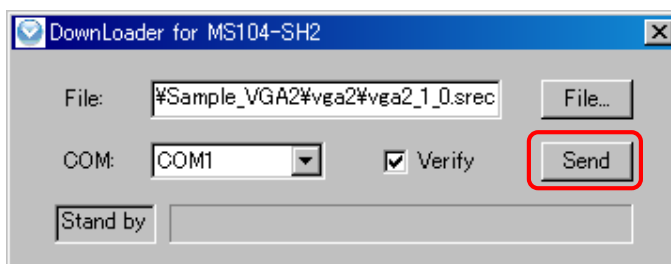 DownLoader for MS104-SH2
File: ¥Sample_VGA2¥vga2¥vga2_1_0.srec File...
COM: COM1 Verify Send
Stand by